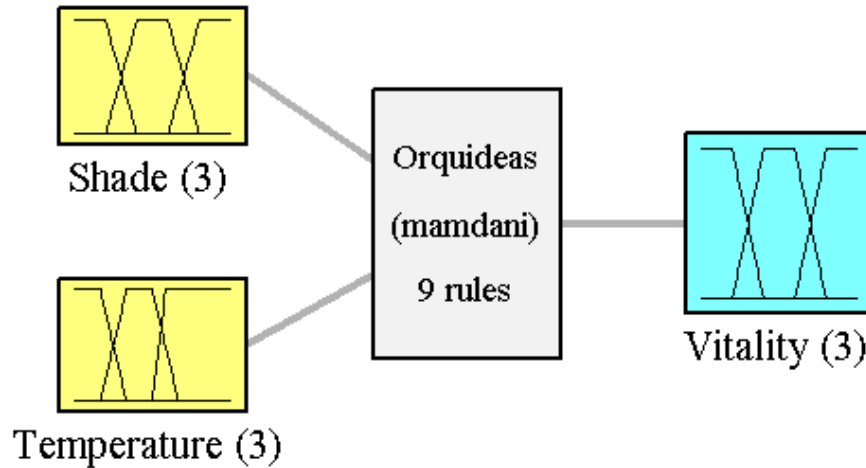 Shade (3)
Orquideas
(mamdani)
9 rules
Vitality (3)
Temperature (3)